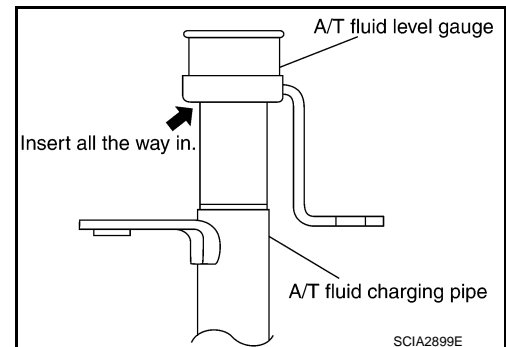 A/T fluid level gauge
Insert all the way in.
A/T fluid charging pipe
SCIA2899E